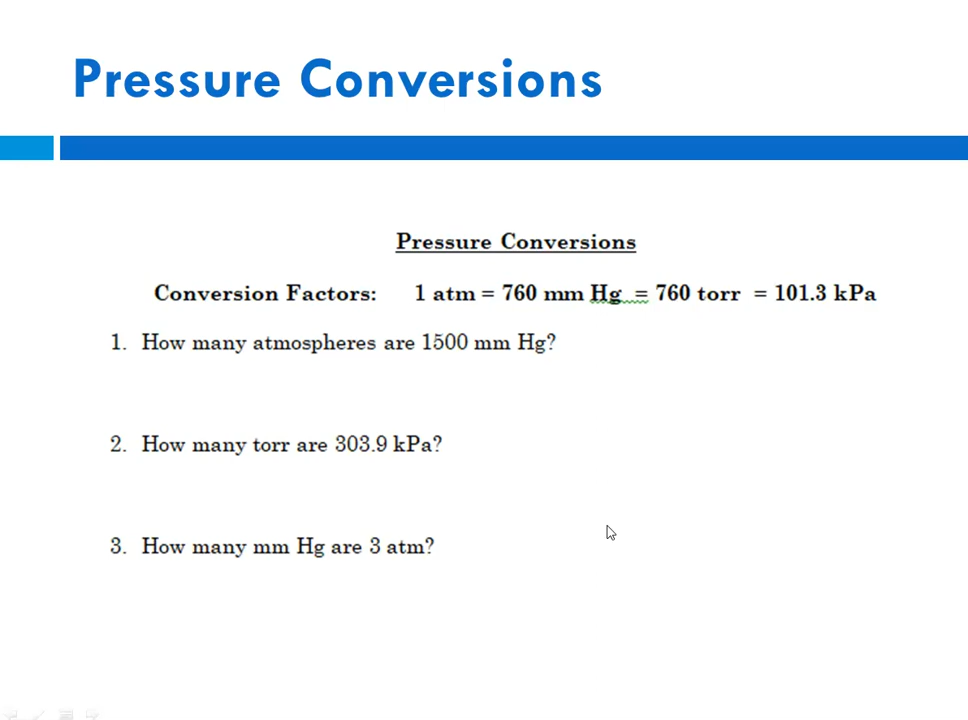 Pressure Conversions
Pressure Conversions
Conversion Factors: 1 atm = 760 mm Hg = 760 torr = 101.3 kPa
1. How many atmospheres are 1500 mm Hg?
2. How many torr are 303.9 kPa?
3. How many mm Hg are 3 atm?